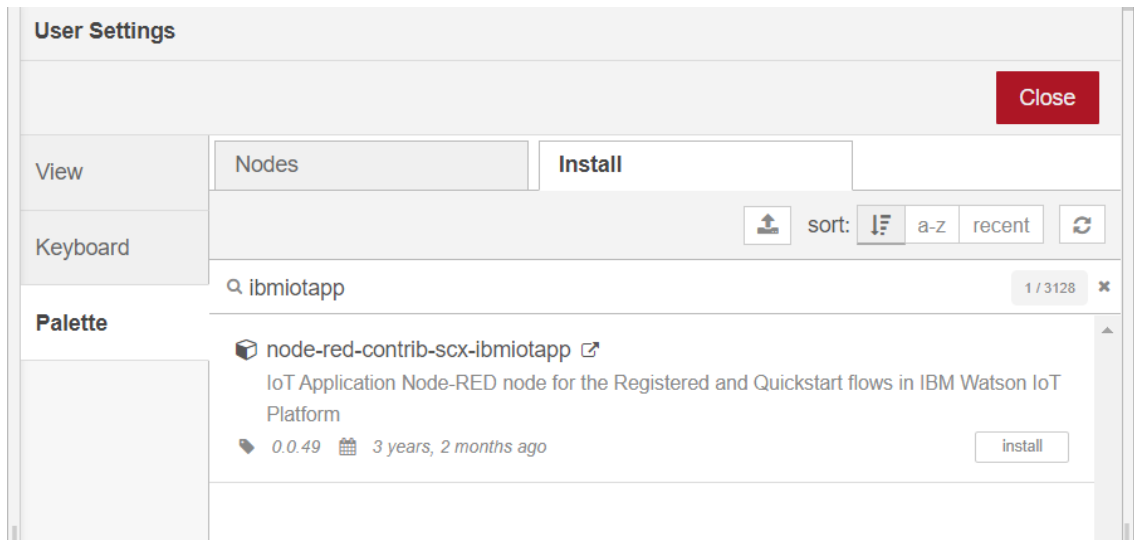 User Settings
Close
View
Keyboard
Palette
Nodes
Install
sort: a-z recent
ibmiotapp
1 / 3128
node-red-contrib-scx-ibmiotapp
IoT Application Node-RED node for the Registered and Quickstart flows in IBM Watson IoT
Platform
0.0.49 3 years, 2 months ago
install